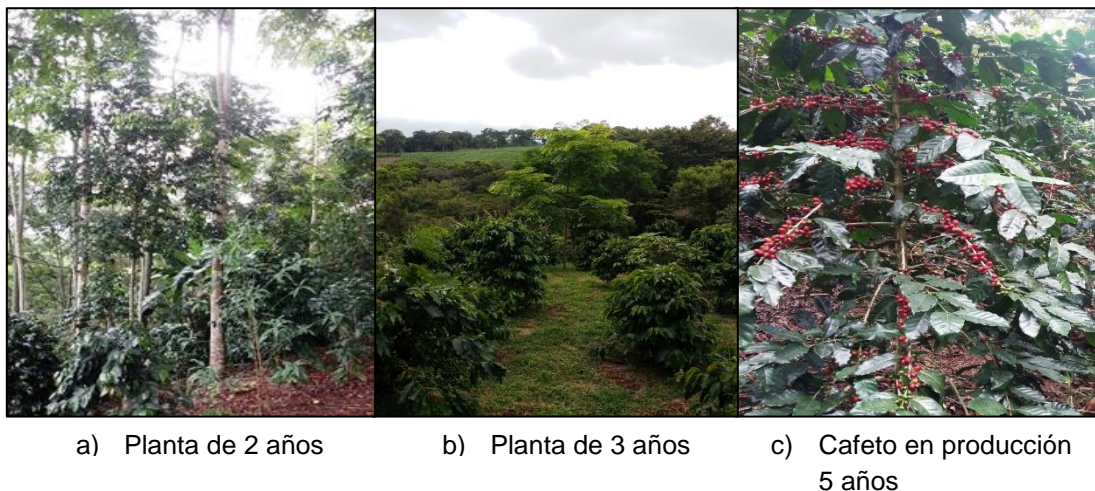 a) Planta de 2 años
b) Planta de 3 años
c) Cafeto en producción
5 años